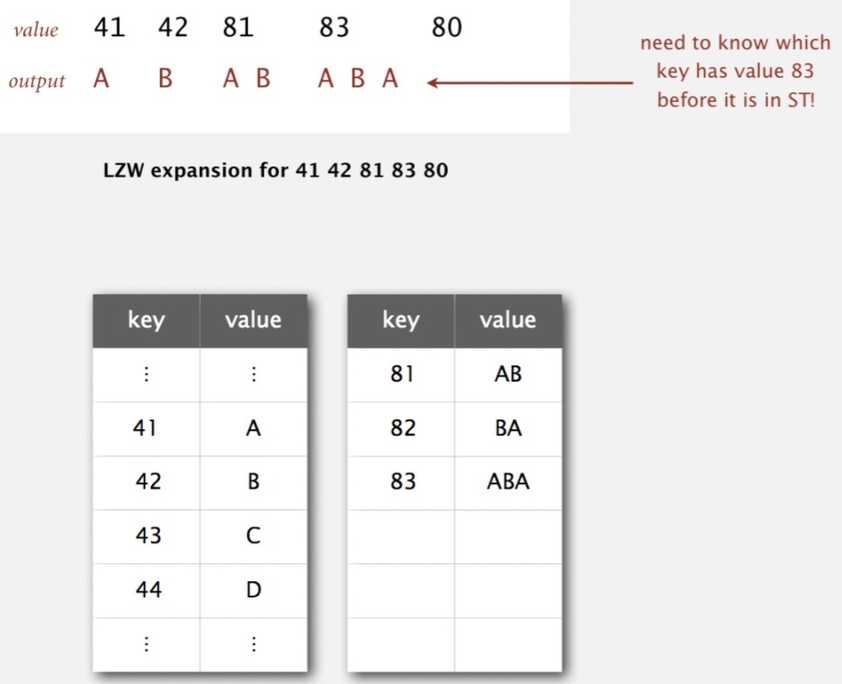 value 41 42 81 83 80
output A B A B A B A
need to know which
key has value 83
before it is in ST!
LZW expansion for 41 42 81 83 80
key value
⋮ ⋮
41 A
42 B
43 C
44 D
⋮ ⋮
key value
81 AB
82 BA
83 ABA